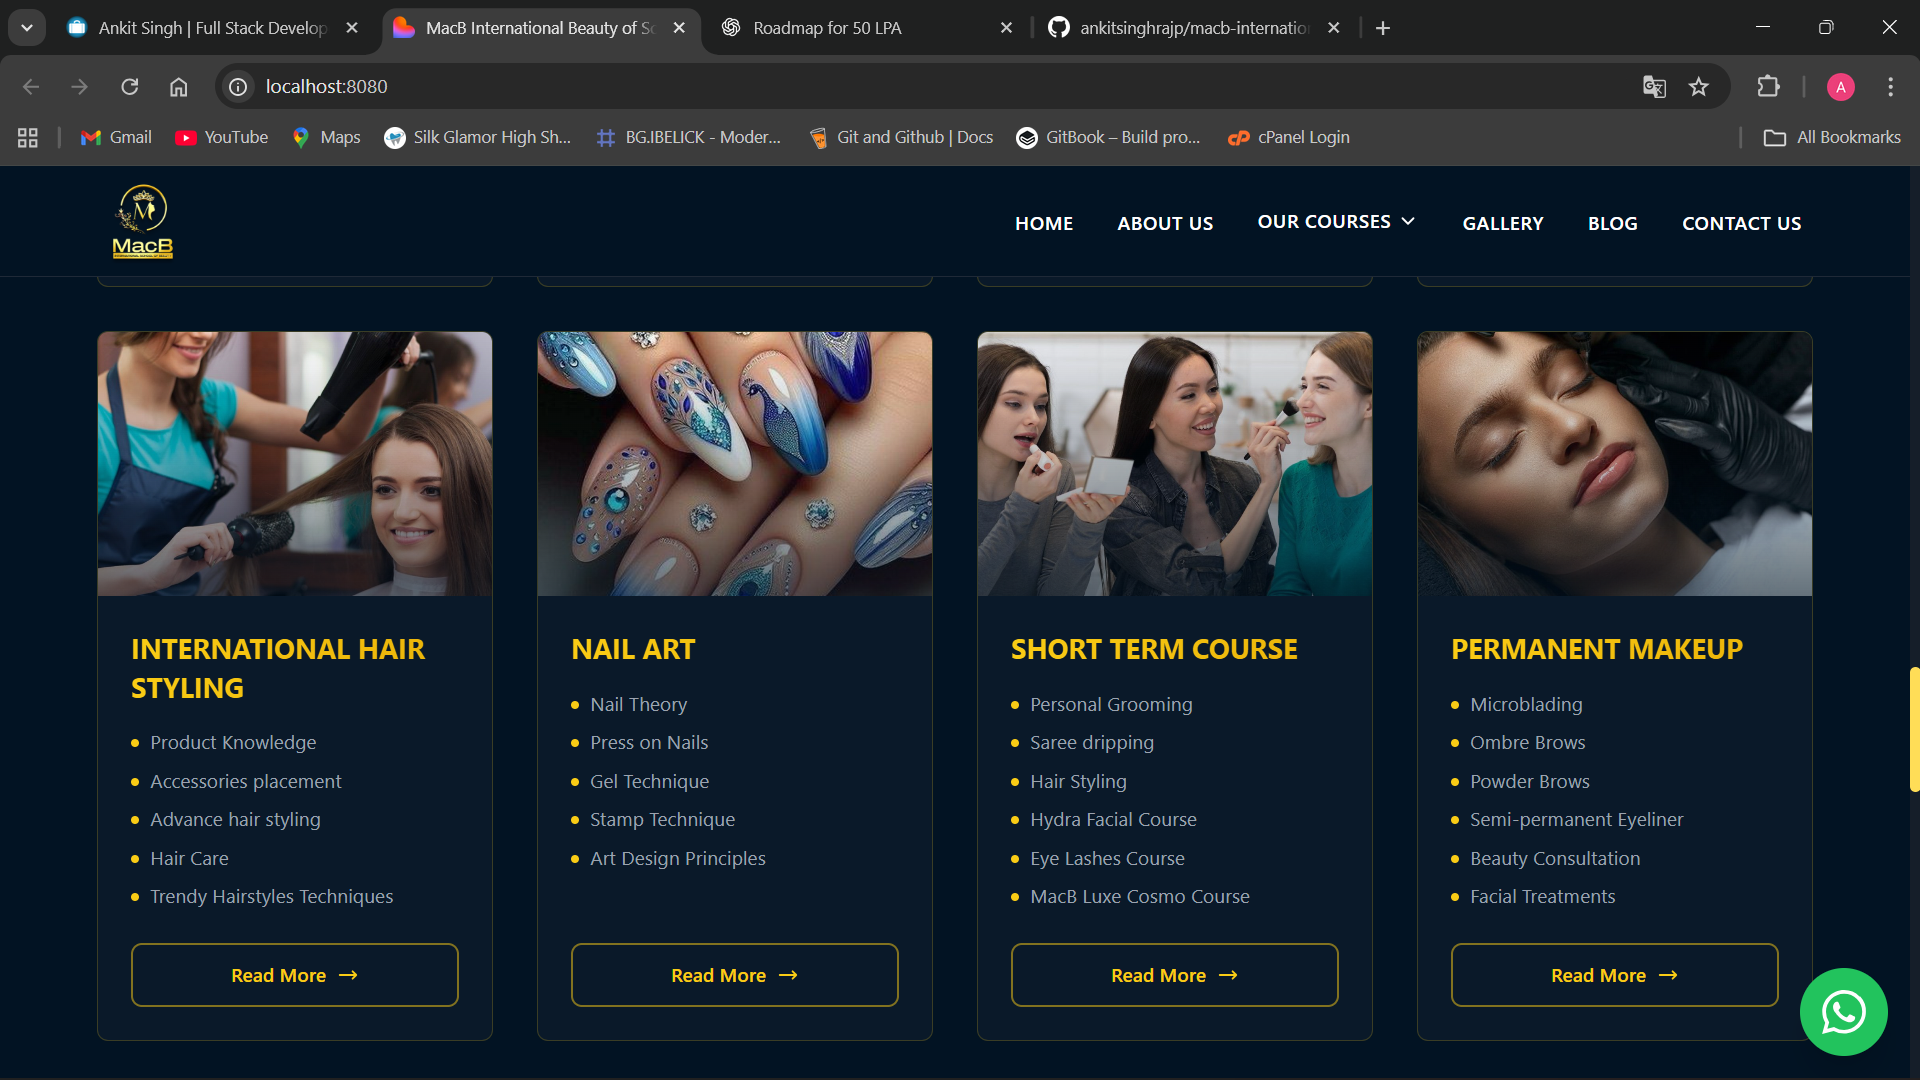 Ankit Singh | Full Stack Develop
MacB International Beauty of Sc
Roadmap for 50 LPA
ankitsinghrajp/macb-internatio
localhost:8080
A
Gmail
YouTube
Maps
Silk Glamor High Sh...
BG.IBELICK - Moder...
Git and Github | Docs
GitBook – Build pro...
cPanel Login
All Bookmarks
M
MacB
HOME
ABOUT US
OUR COURSES
GALLERY
BLOG
CONTACT US
INTERNATIONAL HAIR
STYLING
Product Knowledge
Accessories placement
Advance hair styling
Hair Care
Trendy Hairstyles Techniques
Read More →
NAIL ART
Nail Theory
Press on Nails
Gel Technique
Stamp Technique
Art Design Principles
Read More →
SHORT TERM COURSE
Personal Grooming
Saree dripping
Hair Styling
Hydra Facial Course
Eye Lashes Course
MacB Luxe Cosmo Course
Read More →
PERMANENT MAKEUP
Microblading
Ombre Brows
Powder Brows
Semi-permanent Eyeliner
Beauty Consultation
Facial Treatments
Read More →